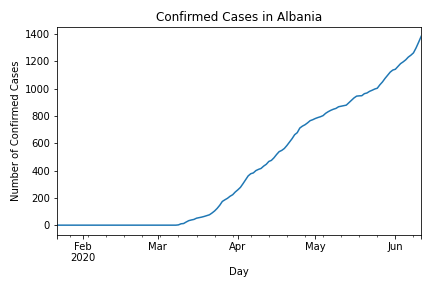 Confirmed Cases in Albania
1400
1200
1000
800
600
400
200
0
Number of Confirmed Cases
Feb Mar Apr May Jun
2020
Day